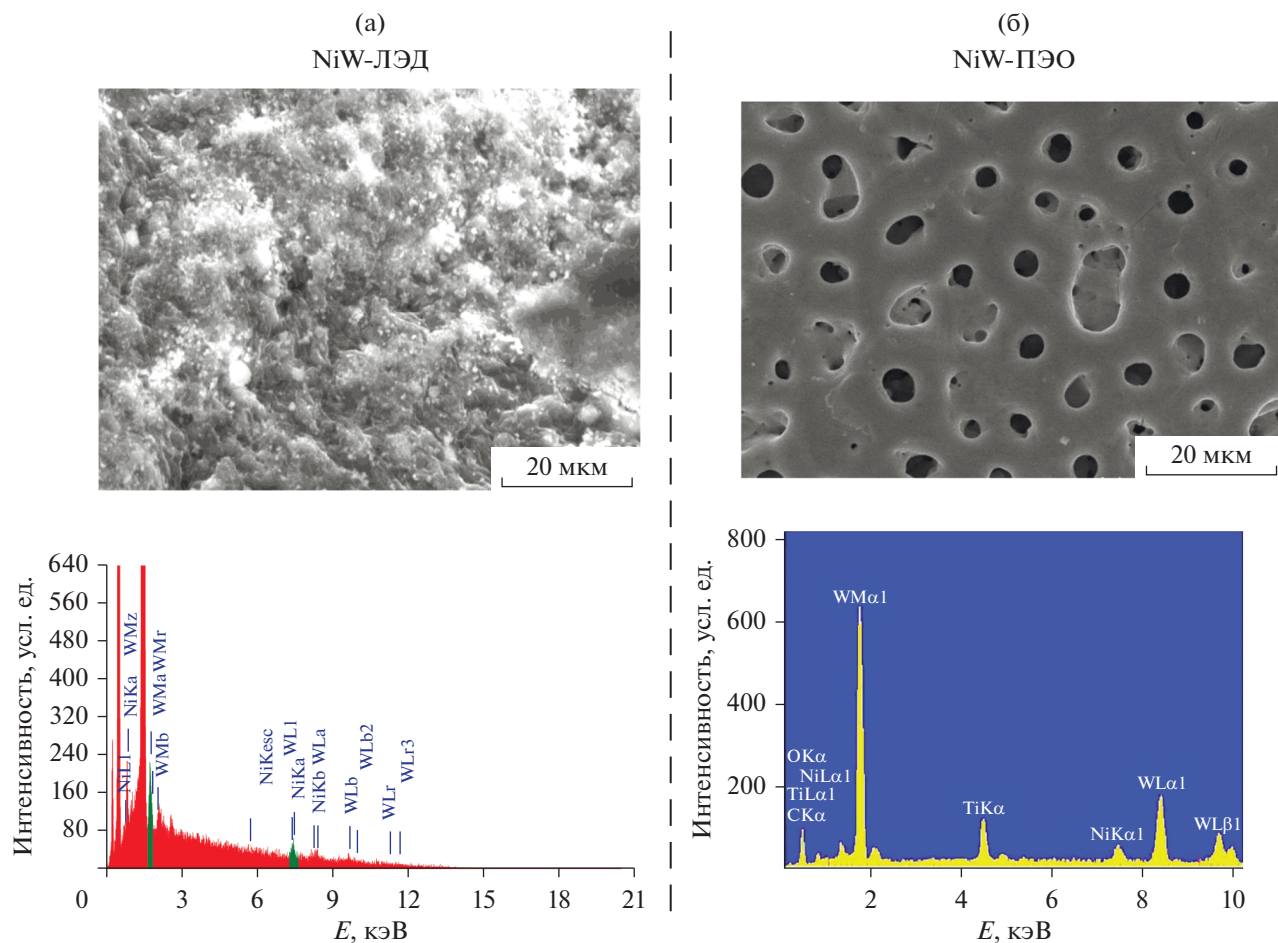 (а)
NiW-ЛЭД
20 мкм
Интенсивность, усл. ед.
640
560
480
400
320
240
160
80
0
3
6
9
12
15
18
21
E, кэВ
NiL1
NiKa
WMz
WMa
WMr
WMb
NiKesc
NiKa
WL1
NiKb
WLa
WLb
WLb2
WLr
WLr3
(б)
NiW-ПЭО
20 мкм
Интенсивность, усл. ед.
800
600
400
200
2
4
6
8
10
E, кэВ
OKα
NiLα1
TiLα1
CKα
WMα1
TiKα
NiKα1
WLα1
WLβ1